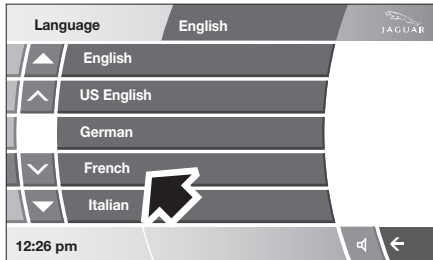 Language English JAGUAR
English
US English
German
French
Italian
12:26 pm